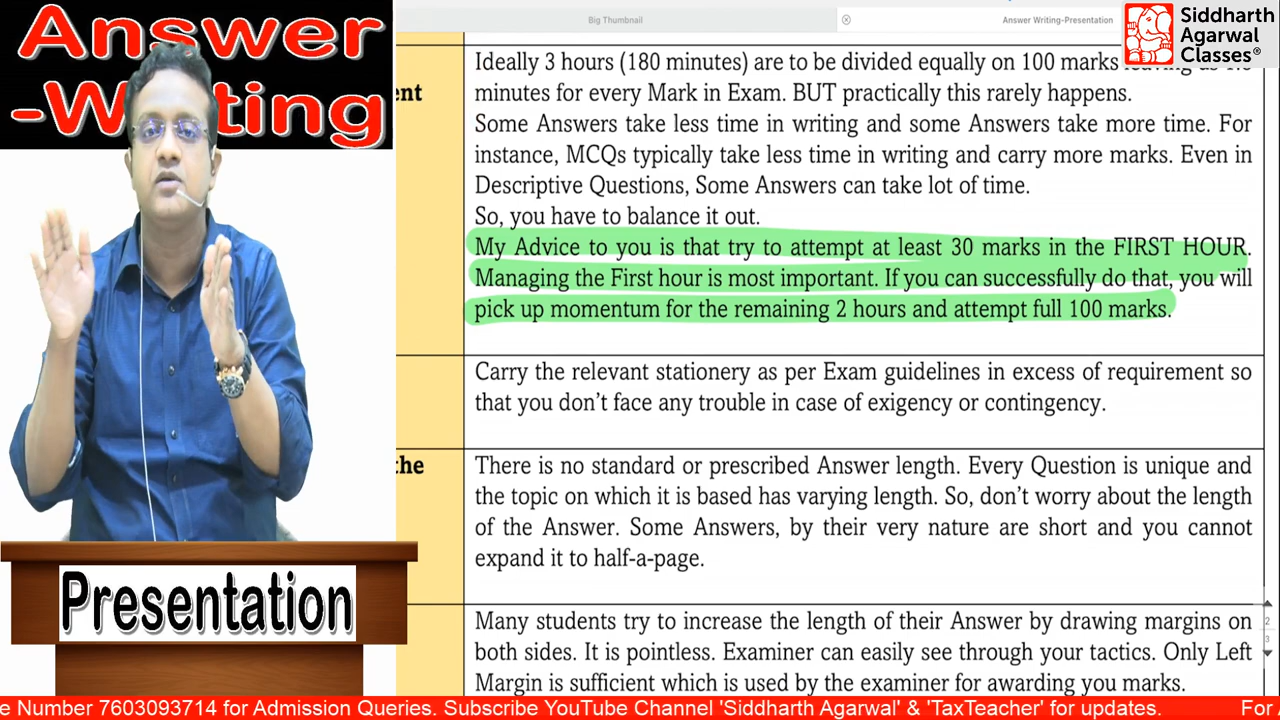 Answer
-Writing
Big Thumbnail
Answer Writing-Presentation
Siddharth
Agarwal
Classes®
ent
Ideally 3 hours (180 minutes) are to be divided equally on 100 marks
minutes for every Mark in Exam. BUT practically this rarely happens.
Some Answers take less time in writing and some Answers take more time. For
instance, MCQs typically take less time in writing and carry more marks. Even in
Descriptive Questions, Some Answers can take lot of time.
So, you have to balance it out.
My Advice to you is that try to attempt at least 30 marks in the FIRST HOUR.
Managing the First hour is most important. If you can successfully do that, you will
pick up momentum for the remaining 2 hours and attempt full 100 marks.
Carry the relevant stationery as per Exam guidelines in excess of requirement so
that you don't face any trouble in case of exigency or contingency.
the
There is no standard or prescribed Answer length. Every Question is unique and
the topic on which it is based has varying length. So, don't worry about the length
of the Answer. Some Answers, by their very nature are short and you cannot
expand it to half-a-page.
Many students try to increase the length of their Answer by drawing margins on
both sides. It is pointless. Examiner can easily see through your tactics. Only Left
Margin is sufficient which is used by the examiner for awarding you marks.
2
3
Presentation
e Number 7603093714 for Admission Queries. Subscribe YouTube Channel 'Siddharth Agarwal' & 'TaxTeacher' for updates. For